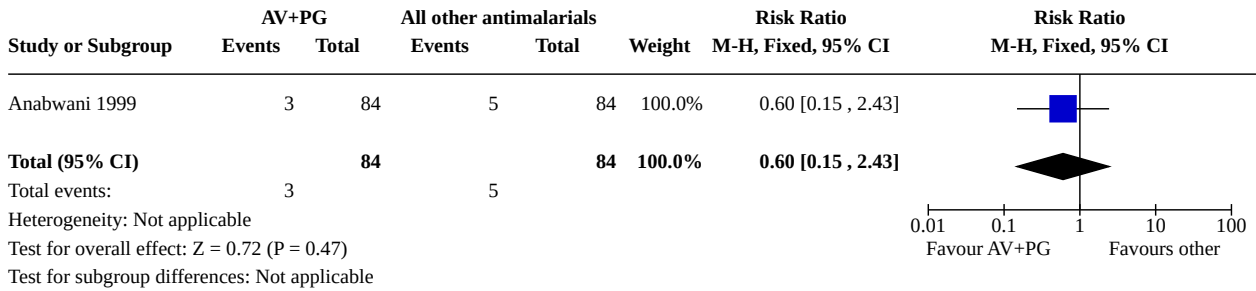 AV+PG All other antimalarials Risk Ratio Risk Ratio
Study or Subgroup Events Total Events Total Weight M-H, Fixed, 95% CI M-H, Fixed, 95% CI
Anabwani 1999 3 84 5 84 100.0% 0.60 [0.15 , 2.43]
Total (95% CI) 84 84 100.0% 0.60 [0.15 , 2.43]
Total events: 3 5
Heterogeneity: Not applicable
Test for overall effect: Z = 0.72 (P = 0.47)
Test for subgroup differences: Not applicable
0.01 0.1 1 10 100
Favour AV+PG Favours other